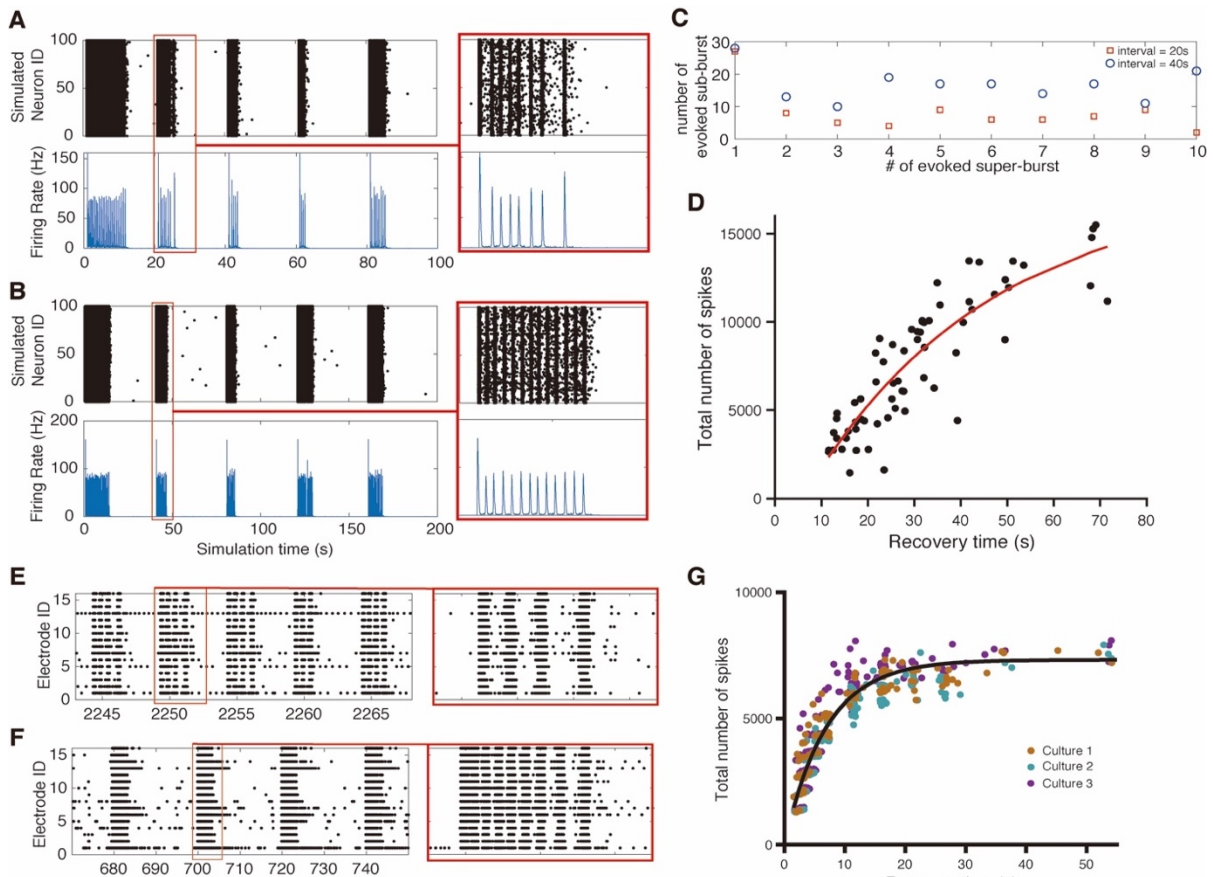 A
Simulated
Neuron ID
100
50
0
Firing Rate (Hz)
150
100
50
0
0 20 40 60 80 100
B
Simulated
Neuron ID
100
50
0
Firing Rate (Hz)
200
100
0
0 50 100 150 200
Simulation time (s)
C
number of
evoked sub-burst
30
20
10
0
interval = 20s
interval = 40s
1 2 3 4 5 6 7 8 9 10
# of evoked super-burst
D
Total number of spikes
15000
10000
5000
0
0 10 20 30 40 50 60 70 80
Recovery time (s)
E
Electrode ID
15
10
5
0
2245 2250 2255 2260 2265
F
Electrode ID
15
10
5
0
680 690 700 710 720 730 740
G
Total number of spikes
10000
5000
0
Culture 1
Culture 2
Culture 3
0 10 20 30 40 50